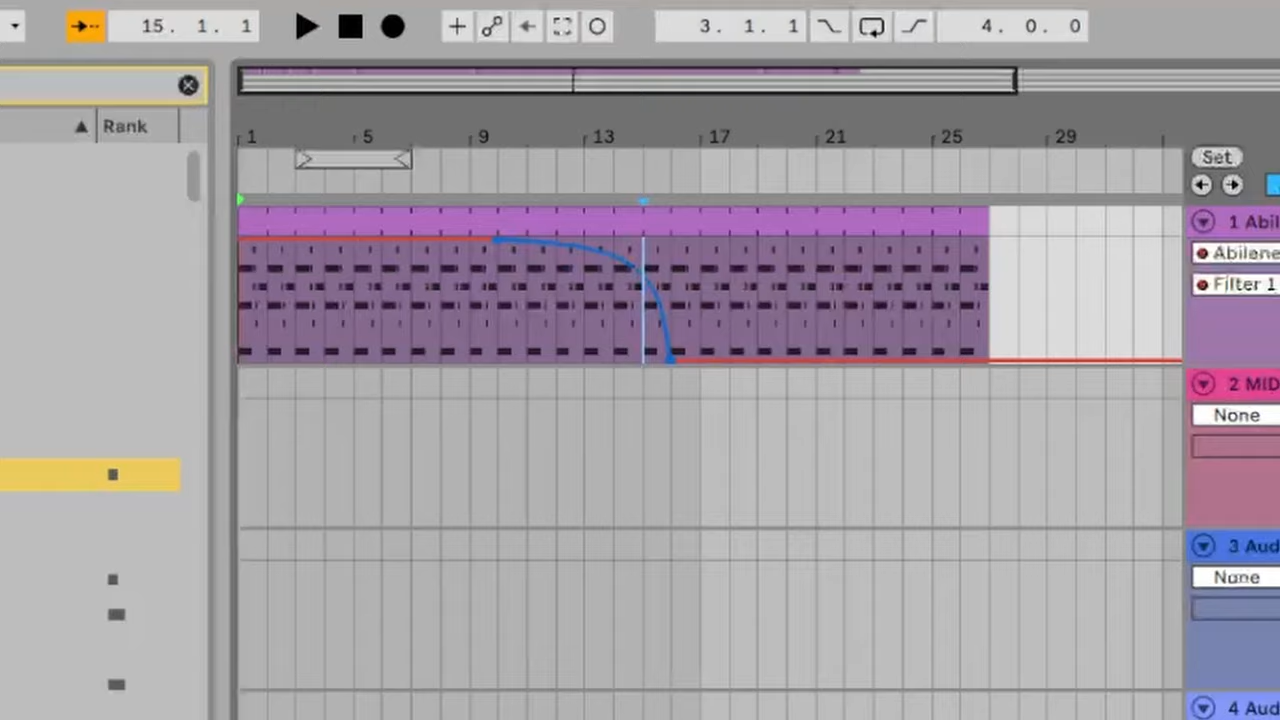 15. 1. 1
3. 1. 1
4. 0. 0
Rank
1 5 9 13 17 21 25 29
Set
1 Abil
Abilene
Filter 1
2 MID
None
3 Aud
None
4 Aud